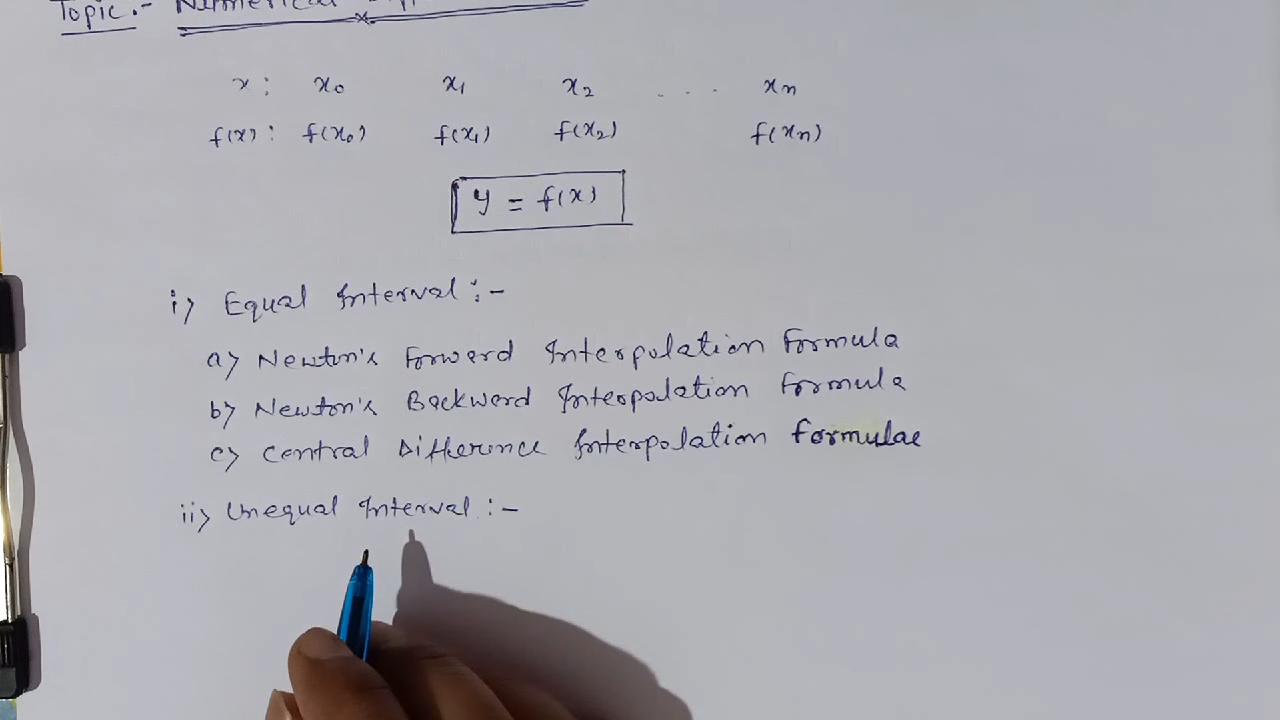 Topic:- Numerical
x : x₀ x₁ x₂ .... xₙ
f(x) : f(x₀) f(x₁) f(x₂) f(xₙ)
y = f(x)
i) Equal Interval :-
a) Newton's Forward Interpolation Formula
b) Newton's Backward Interpolation Formula
c) Central Difference Interpolation Formulae
ii) Unequal Interval :-